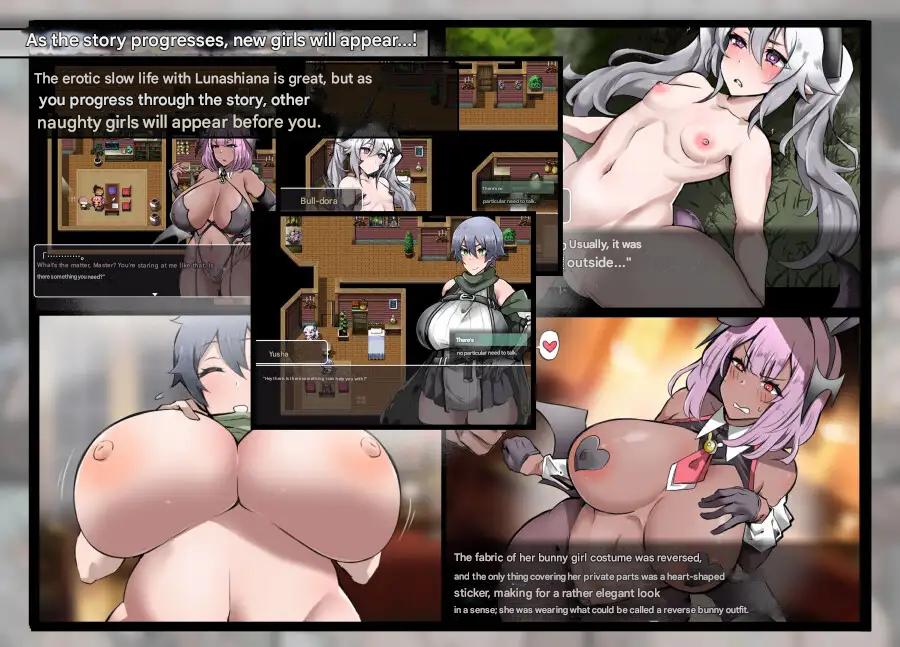 As the story progresses, new girls will appear...!
The erotic slow life with Lunashiana is great, but as
you progress through the story, other
naughty girls will appear before you.
Bull-dora
There's no
particular need to talk.
Usually, it was
outside..."
「............。
What's the matter, Master? You're staring at me like that. Is
there something you need?"
Yusha
There's
no particular need to talk.
"Hey there. Is there something I can help you with?"
The fabric of her bunny girl costume was reversed,
and the only thing covering her private parts was a heart-shaped
sticker, making for a rather elegant look
in a sense; she was wearing what could be called a reverse bunny outfit.